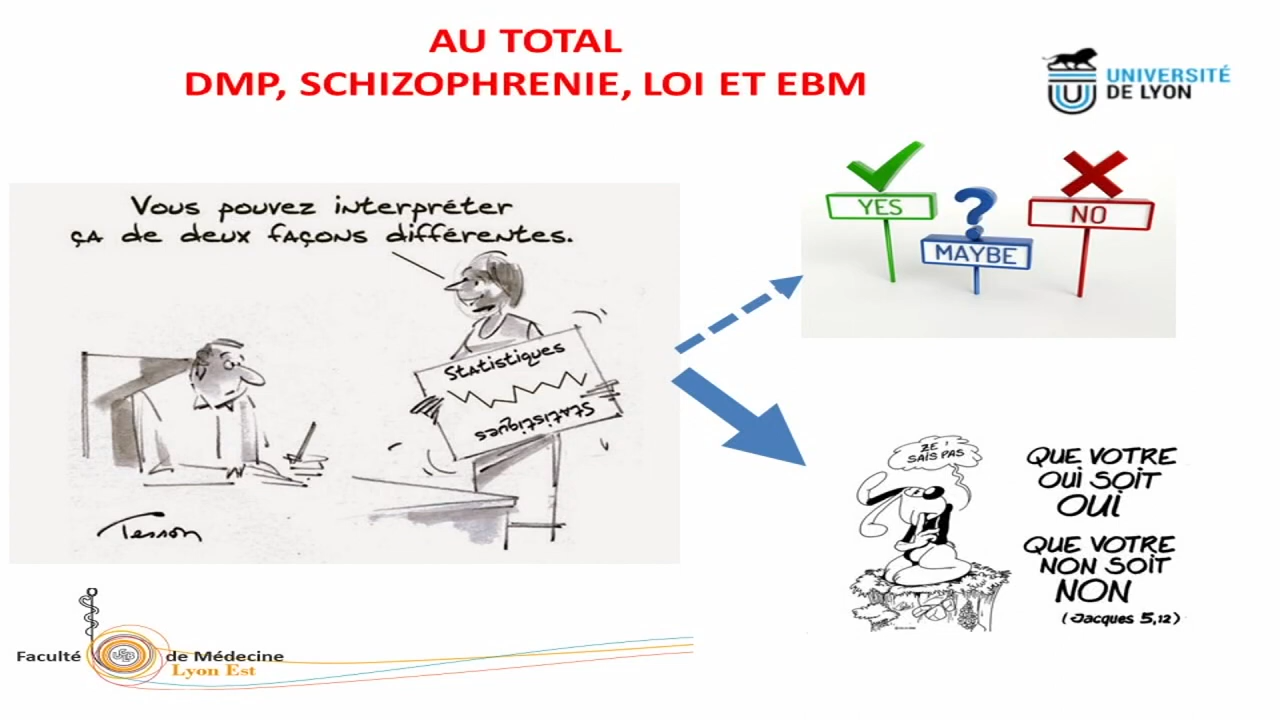 AU TOTAL
DMP, SCHIZOPHRENIE, LOI ET EBM
UNIVERSITÉ
DE LYON
Vous pouvez interpréter
ça de deux façons différentes.
Statistiques
Statistiques
Tesson
YES
?
MAYBE
NO
ZE'
SAIS PAS
QUE VOTRE
OUi SOiT
OUi
QUE VOTRE
NON SOiT
NON
(Jacques 5,12)
Faculté de Médecine
Lyon Est